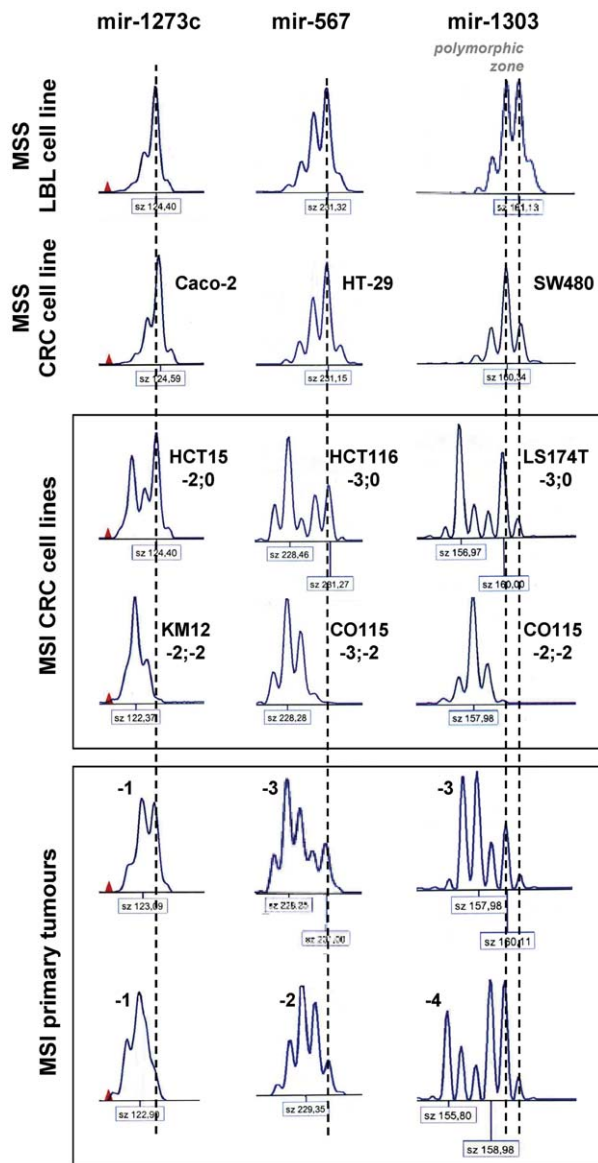 mir-1273c mir-567 mir-1303
polymorphic
zone
MSS
LBL cell line
sz 124,40 sz 231,32 sz 161,13
MSS
CRC cell line
Caco-2 HT-29 SW480
sz 124,59 sz 231,15 sz 160,34
MSI CRC cell lines
HCT15 HCT116 LS174T
-2;0 -3;0 -3;0
sz 124,40 sz 228,46 sz 156,97
sz 231,27 sz 160,00
KM12 CO115 CO115
-2;-2 -3;-2 -2;-2
sz 122,37 sz 228,28 sz 157,98
MSI primary tumours
-1 -3 -3
sz 123,69 sz 157,98
sz 160,11
-1 -2 -4
sz 122,90 sz 229,35 sz 155,80
sz 158,98